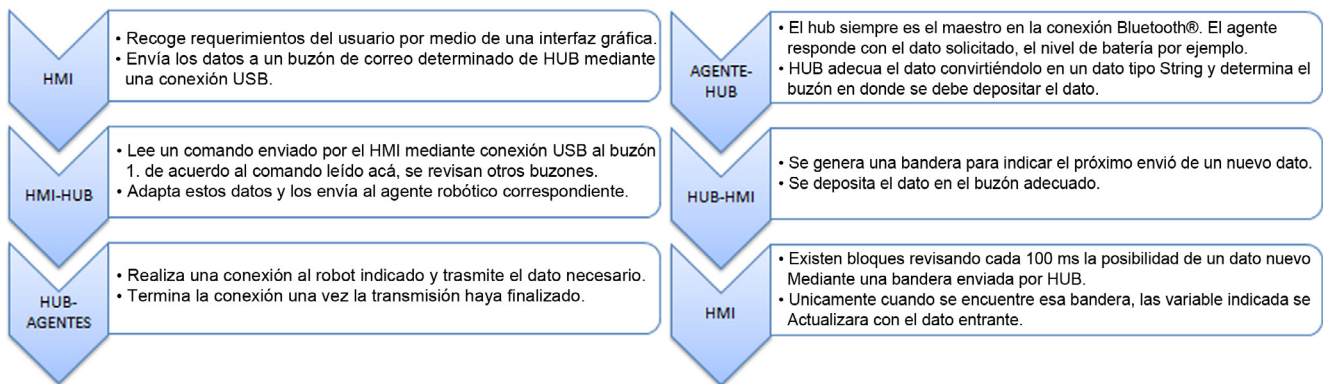 HMI
• Recoge requerimientos del usuario por medio de una interfaz gráfica.
• Envía los datos a un buzón de correo determinado de HUB mediante
una conexión USB.
HMI-HUB
• Lee un comando enviado por el HMI mediante conexión USB al buzón
1. de acuerdo al comando leído acá, se revisan otros buzones.
• Adapta estos datos y los envía al agente robótico correspondiente.
HUB-
AGENTES
• Realiza una conexión al robot indicado y trasmite el dato necesario.
• Termina la conexión una vez la transmisión haya finalizado.
AGENTE-
HUB
• El hub siempre es el maestro en la conexión Bluetooth®. El agente
responde con el dato solicitado, el nivel de batería por ejemplo.
• HUB adecua el dato convirtiéndolo en un dato tipo String y determina el
buzón en donde se debe depositar el dato.
HUB-HMI
• Se genera una bandera para indicar el próximo envió de un nuevo dato.
• Se deposita el dato en el buzón adecuado.
HMI
• Existen bloques revisando cada 100 ms la posibilidad de un dato nuevo
Mediante una bandera enviada por HUB.
• Unicamente cuando se encuentre esa bandera, las variable indicada se
Actualizara con el dato entrante.